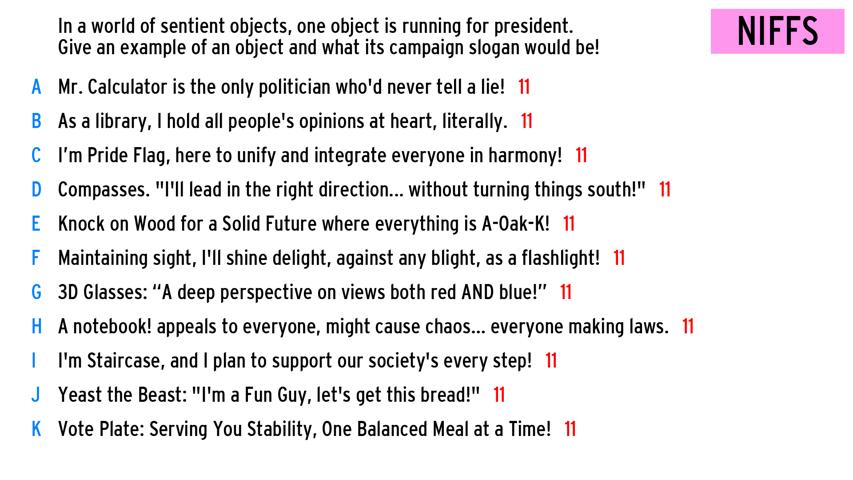 In a world of sentient objects, one object is running for president.
Give an example of an object and what its campaign slogan would be!
NIFFS
A Mr. Calculator is the only politician who'd never tell a lie! 11
B As a library, I hold all people's opinions at heart, literally. 11
C I’m Pride Flag, here to unify and integrate everyone in harmony! 11
D Compasses. "I'll lead in the right direction... without turning things south!" 11
E Knock on Wood for a Solid Future where everything is A-Oak-K! 11
F Maintaining sight, I'll shine delight, against any blight, as a flashlight! 11
G 3D Glasses: “A deep perspective on views both red AND blue!” 11
H A notebook! appeals to everyone, might cause chaos... everyone making laws. 11
I I'm Staircase, and I plan to support our society's every step! 11
J Yeast the Beast: "I'm a Fun Guy, let's get this bread!" 11
K Vote Plate: Serving You Stability, One Balanced Meal at a Time! 11